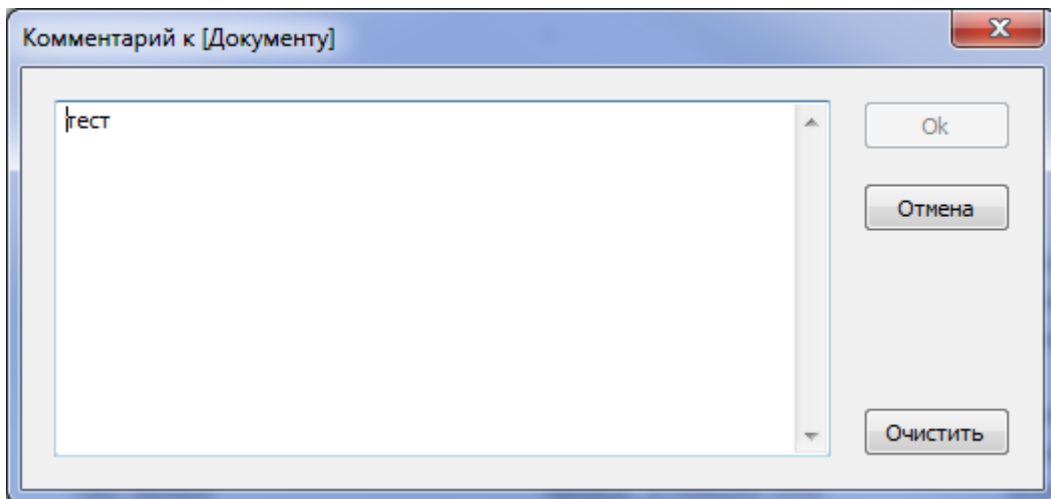 Комментарий к [Документу]
тест
Ok
Отмена
Очистить